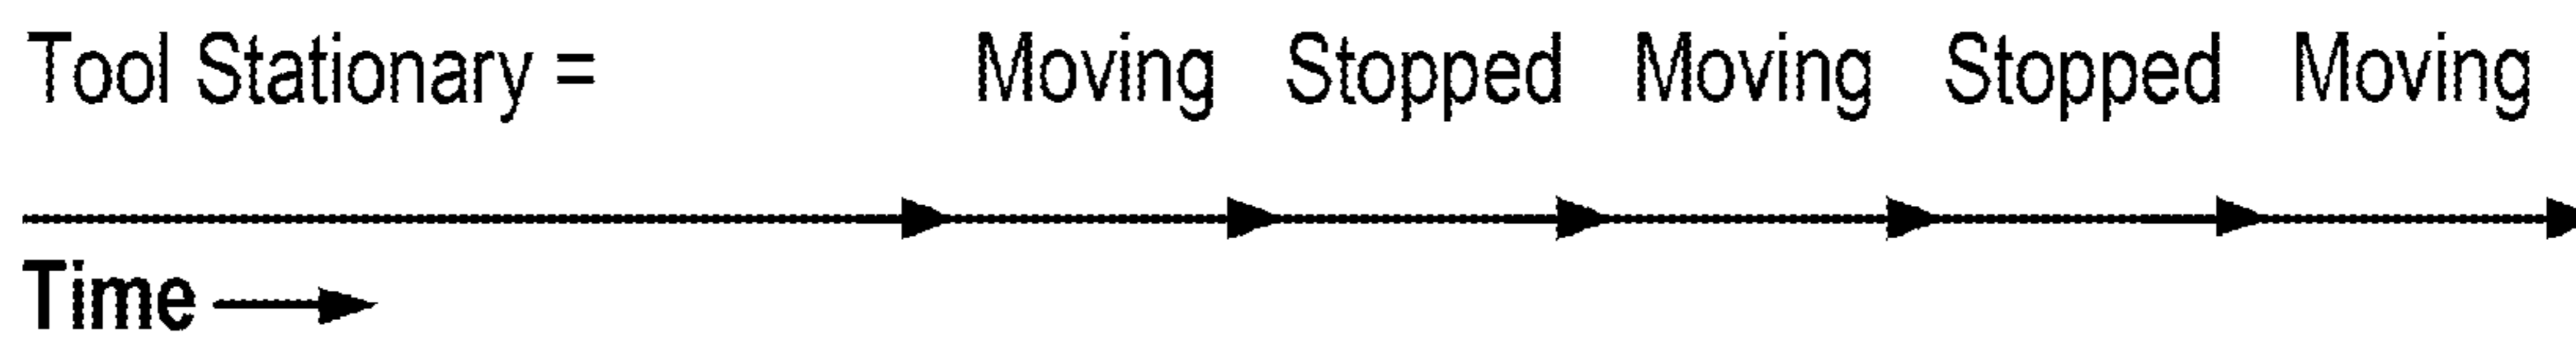 Tool Stationary = Moving Stopped Moving Stopped Moving
Time